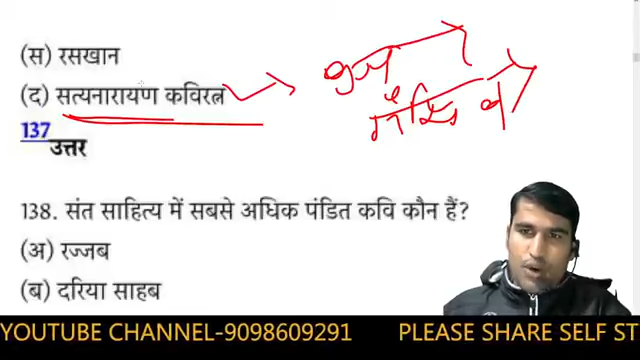 (स) रसखान
(द) सत्यनारायण कविरत्न
137
उत्तर
138. संत साहित्य में सबसे अधिक पंडित कवि कौन हैं?
(अ) रज्जब
(ब) दरिया साहब
YOUTUBE CHANNEL-9098609291 PLEASE SHARE SELF ST